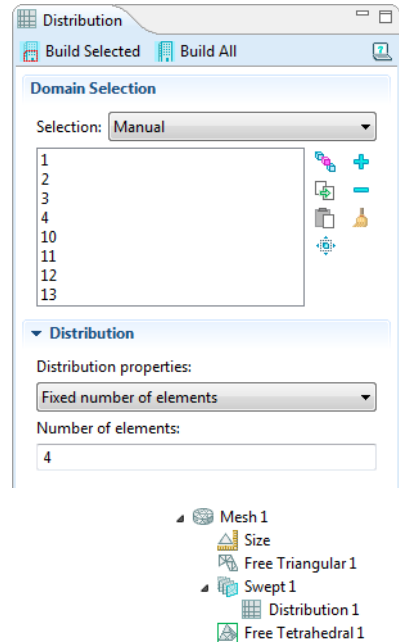 Distribution
Build Selected Build All
Domain Selection
Selection: Manual
1
2
3
4
10
11
12
13
Distribution
Distribution properties:
Fixed number of elements
Number of elements:
4
Mesh 1
Size
Free Triangular 1
Swept 1
Distribution 1
Free Tetrahedral 1